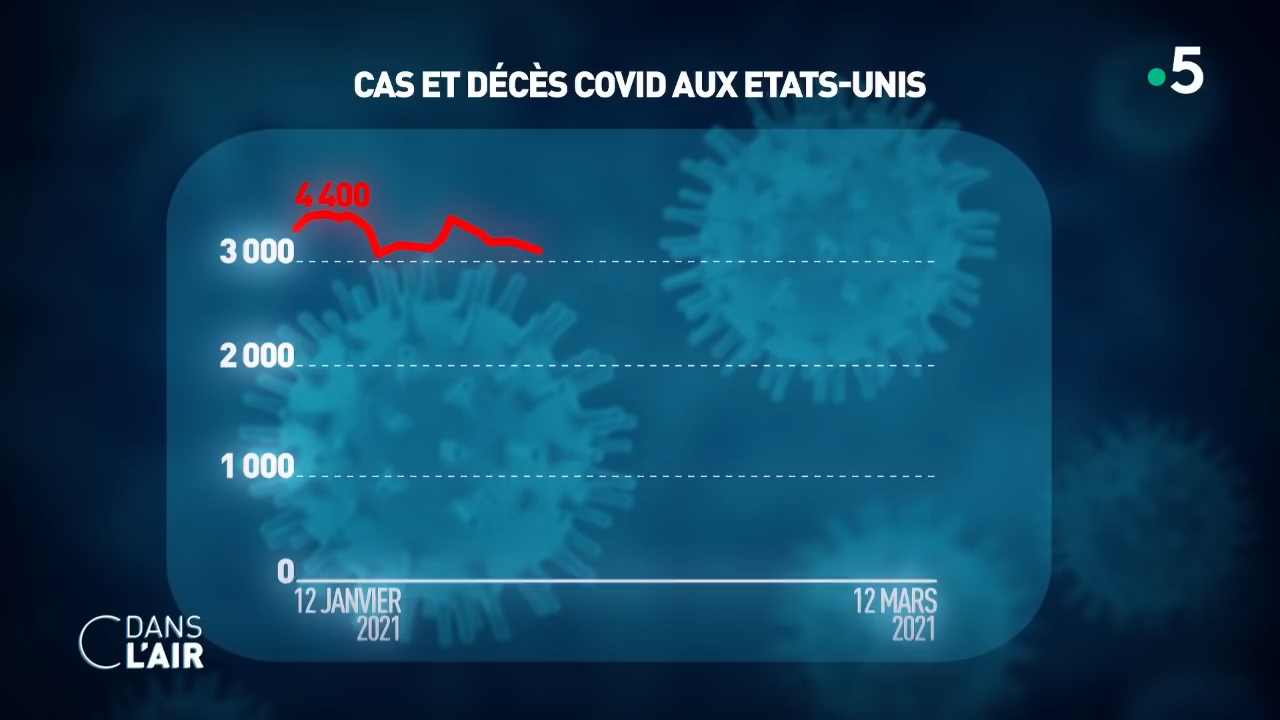 CAS ET DÉCÈS COVID AUX ETATS-UNIS
5
4 400
3 000
2 000
1 000
0
12 JANVIER
2021
12 MARS
2021
C DANS
L'AIR